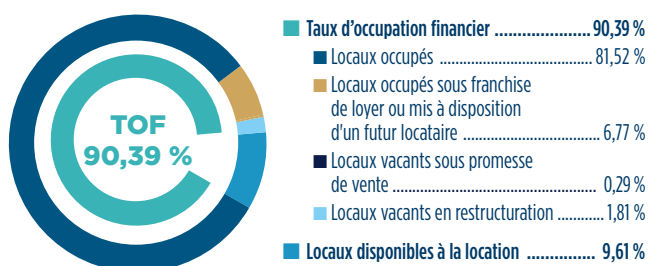 TOF
90,39 %
Taux d'occupation financier ..................... 90,39 %
Locaux occupés ................................ 81,52 %
Locaux occupés sous franchise
de loyer ou mis à disposition
d'un futur locataire ............................. 6,77 %
Locaux vacants sous promesse
de vente ........................................... 0,29 %
Locaux vacants en restructuration ............ 1,81 %
Locaux disponibles à la location ............... 9,61 %